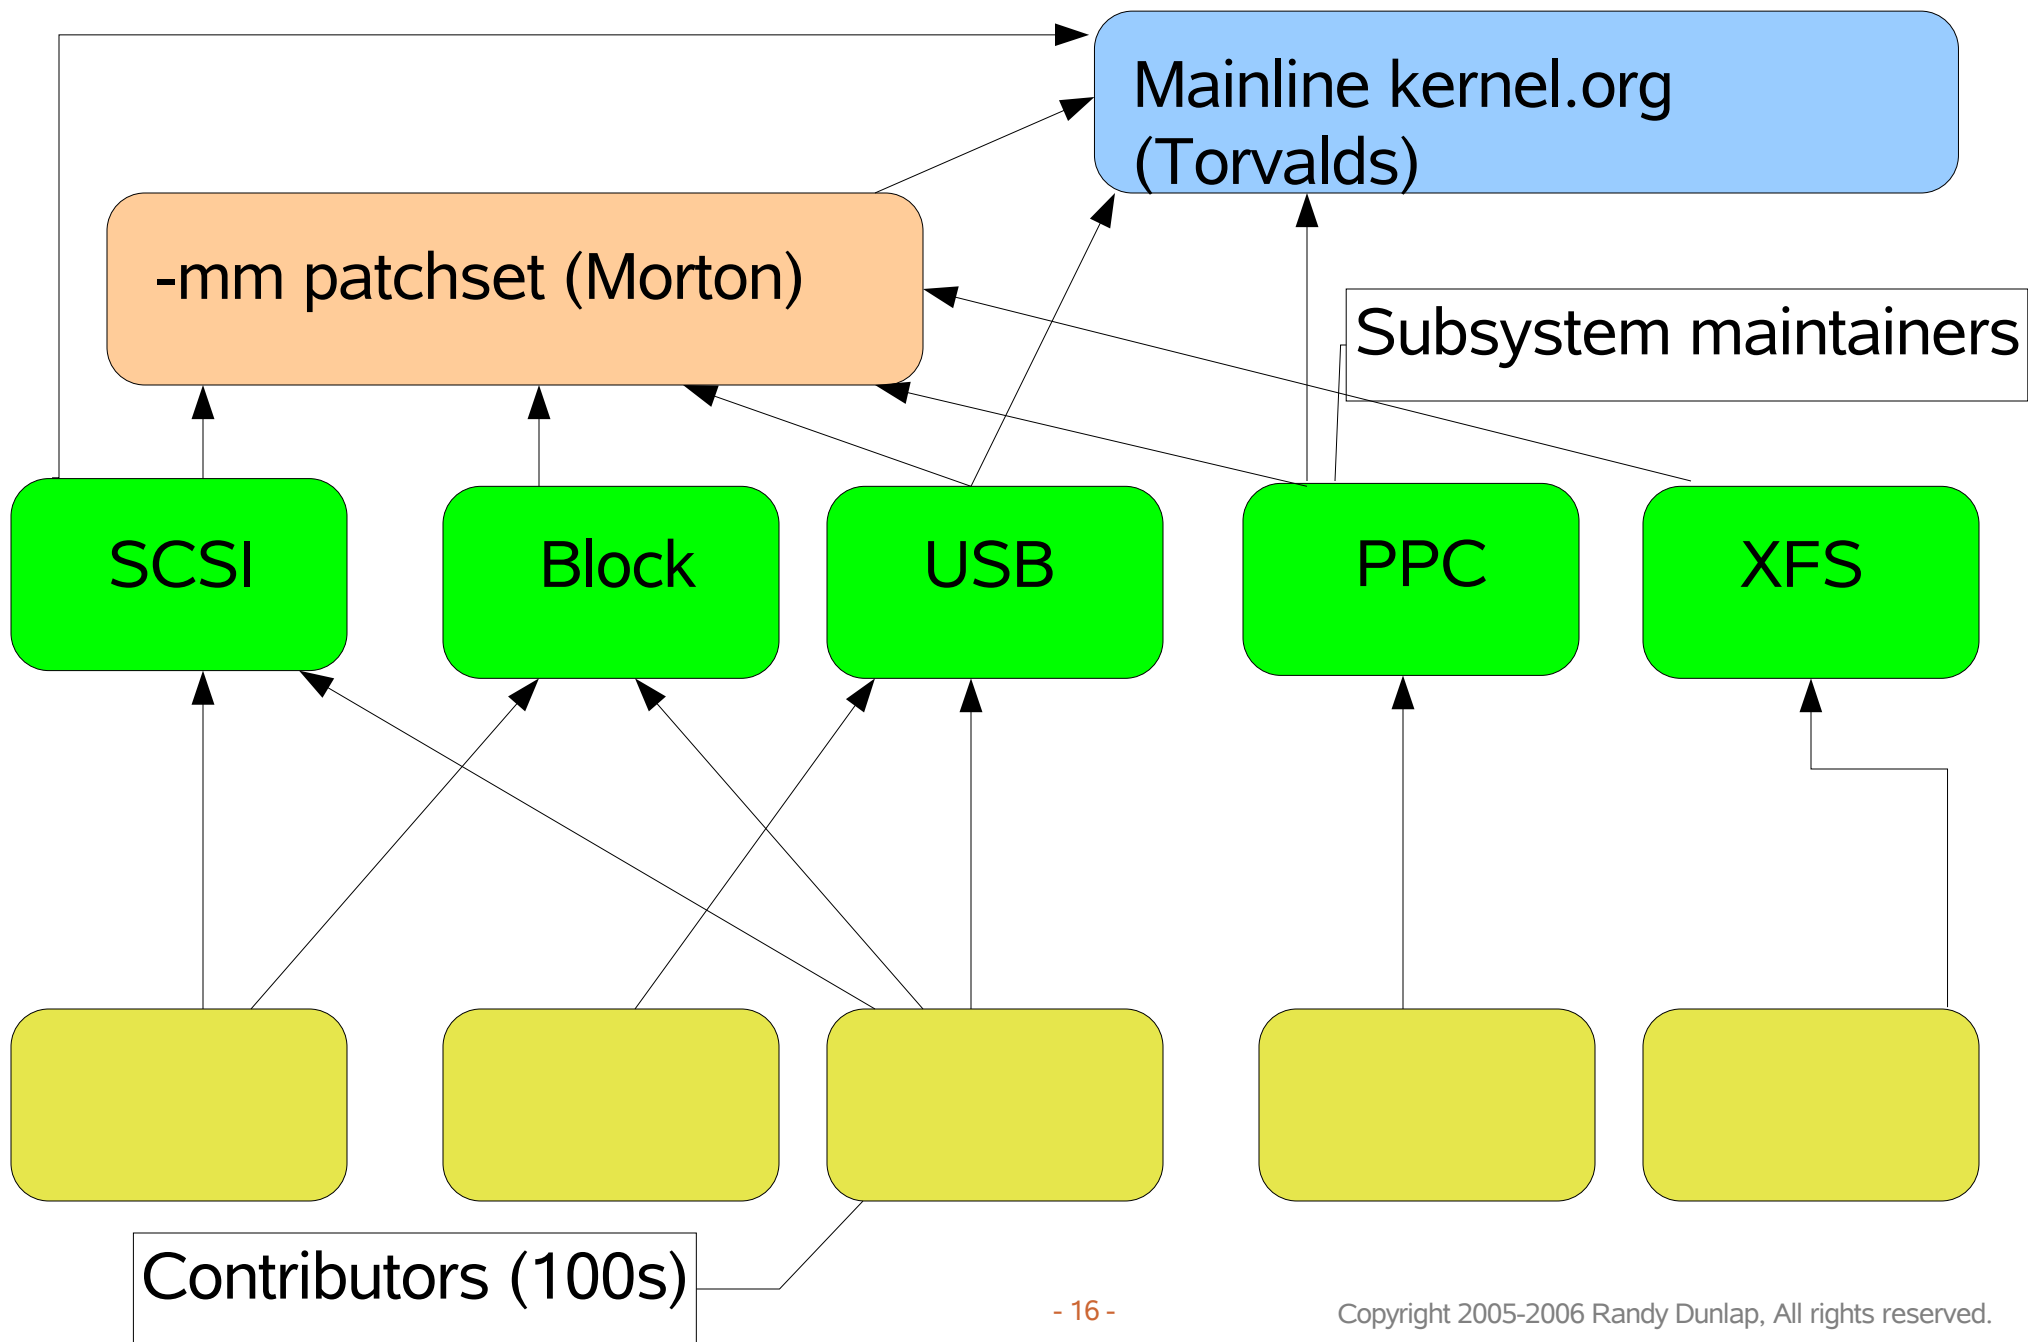 Mainline kernel.org
(Torvalds)
-mm patchset (Morton)
Subsystem maintainers
SCSI
Block
USB
PPC
XFS
Contributors (100s)
- 16 -
Copyright 2005-2006 Randy Dunlap, All rights reserved.